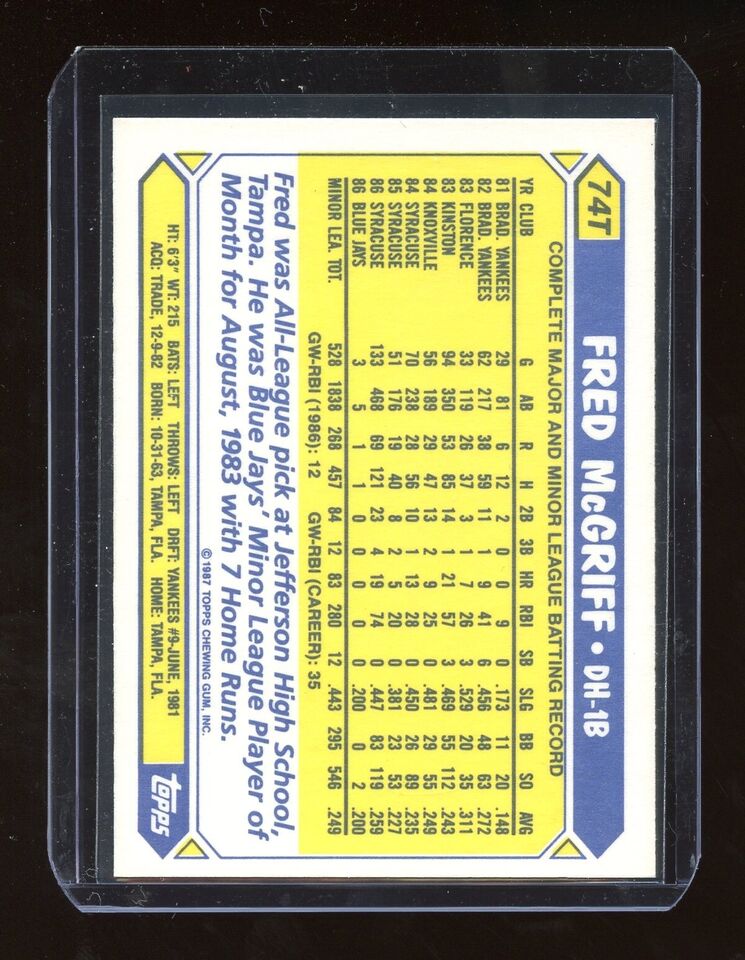 74T FRED McGRIFF • DH-1B
COMPLETE MAJOR AND MINOR LEAGUE BATTING RECORD
YR CLUB G AB R H 2B 3B HR RBI SB SLG BB SO AVG
81 BRAD. YANKEES 29 81 6 12 2 0 0 9 0 .173 11 20 .148
82 BRAD. YANKEES 62 217 38 59 11 1 9 41 6 .456 48 63 .272
83 FLORENCE 33 119 26 37 3 1 7 26 3 .529 20 35 .311
83 KINSTON 94 350 53 85 14 1 21 57 3 .469 55 112 .243
84 KNOXVILLE 56 189 29 47 13 2 9 25 0 .481 29 55 .249
84 SYRACUSE 70 238 28 56 10 1 13 28 0 .450 26 89 .235
85 SYRACUSE 51 176 19 40 8 2 5 20 0 .381 23 53 .227
86 SYRACUSE 133 468 69 121 23 4 19 74 0 .447 83 119 .259
86 BLUE JAYS 3 5 1 1 0 0 0 0 0 .200 0 2 .200
MINOR LEA. TOT. 528 1838 268 457 84 12 83 280 12 .443 295 546 .249
GW-RBI (1986): 12 GW-RBI (CAREER): 35
Fred was All-League pick at Jefferson High School,
Tampa. He was Blue Jays' Minor League Player of
Month for August, 1983 with 7 Home Runs.
©1987 TOPPS CHEWING GUM, INC.
HT: 6'3" WT: 215 BATS: LEFT THROWS: LEFT DRFT: YANKEES #9-JUNE, 1981
ACQ: TRADE, 12-9-82 BORN: 10-31-63, TAMPA, FLA. HOME: TAMPA, FLA.
topps